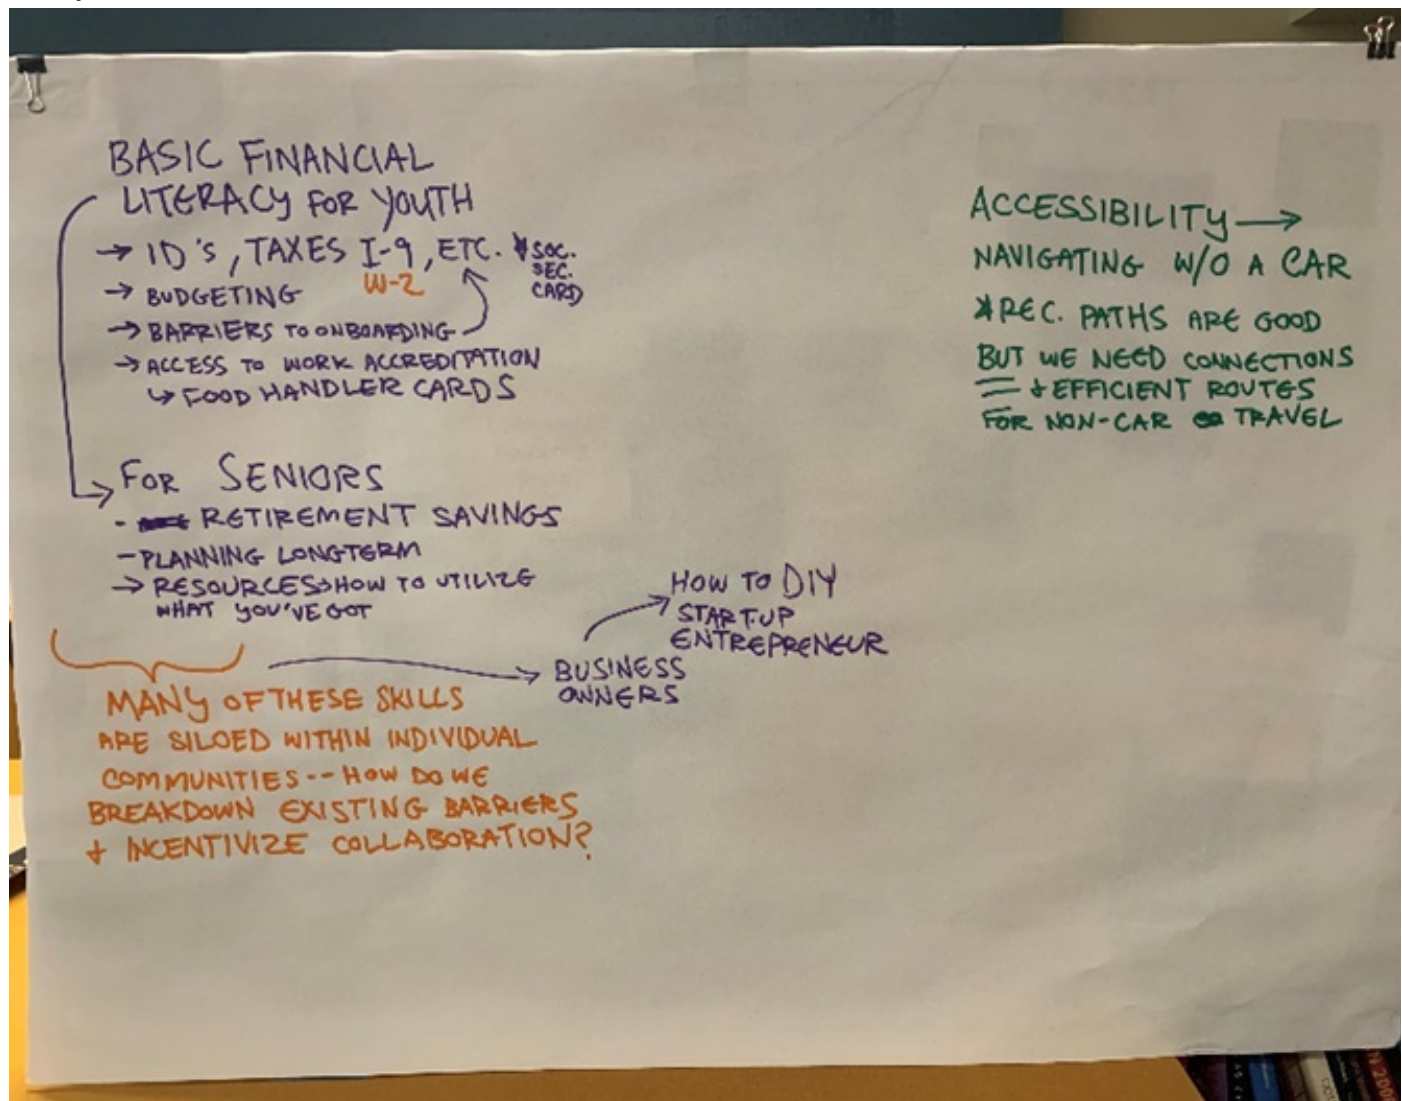 BASIC FINANCIAL
LITERACY FOR YOUTH
→ ID'S, TAXES I-9, ETC. * SOC.
SEC.
CARD
W-2
→ BUDGETING
→ BARRIERS TO ONBOARDING
→ ACCESS TO WORK ACCREDITATION
↳ FOOD HANDLER CARDS
FOR SENIORS
- RETIREMENT SAVINGS
- PLANNING LONGTERM
→ RESOURCES → HOW TO UTILIZE
WHAT YOU'VE GOT
MANY OF THESE SKILLS
ARE SILOED WITHIN INDIVIDUAL
COMMUNITIES -- HOW DO WE
BREAKDOWN EXISTING BARRIERS
+ INCENTIVIZE COLLABORATION?
BUSINESS
OWNERS
HOW TO DIY
START-UP
ENTREPRENEUR
ACCESSIBILITY →
NAVIGATING W/O A CAR
* REC. PATHS ARE GOOD
BUT WE NEED CONNECTIONS
+ EFFICIENT ROUTES
FOR NON-CAR TRAVEL